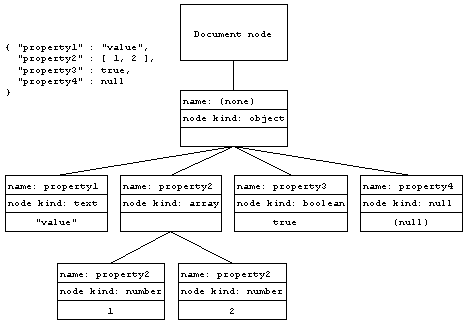 Document node
{ "property1" : "value",
"property2" : [ 1, 2 ],
"property3" : true,
"property4" : null
}
name: (none)
node kind: object
name: property1
node kind: text
"value"
name: property2
node kind: array
name: property3
node kind: boolean
true
name: property4
node kind: null
(null)
name: property2
node kind: number
1
name: property2
node kind: number
2